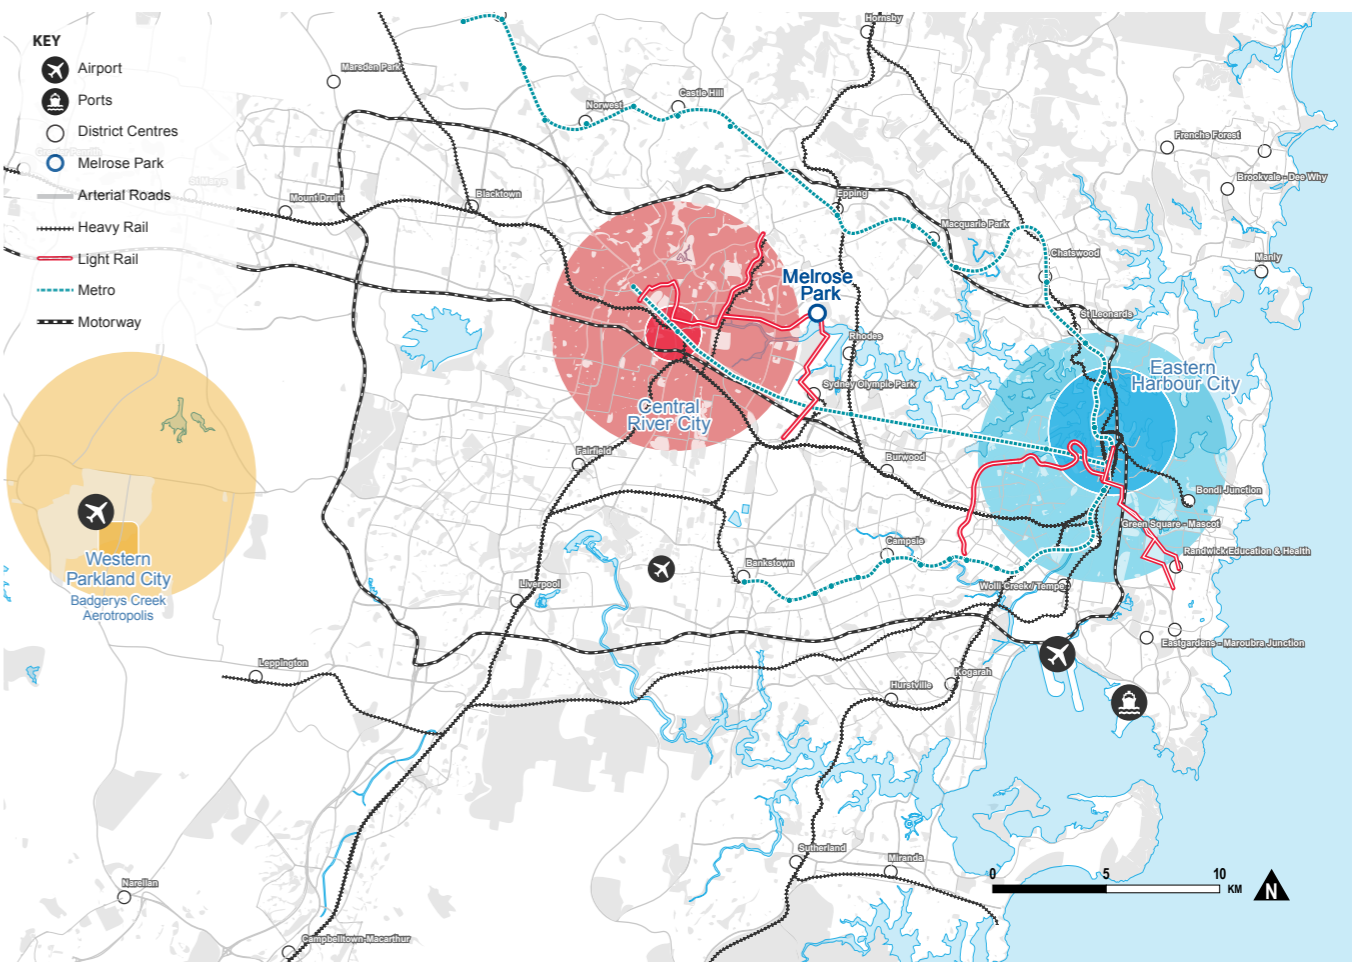 KEY
Airport
Ports
District Centres
Melrose Park
Arterial Roads
Heavy Rail
Light Rail
Metro
Motorway
Hornsby
Marsden Park
Castle Hill
Norwest
Frenchs Forest
Brookvale - Dee Why
St Marys
Mount Druitt
Blacktown
Epping
Macquarie Park
Chatswood
Manly
Melrose
Park
St Leonards
Rhodes
Eastern
Harbour City
Sydney Olympic Park
Central
River City
Fairfield
Burwood
Bondi Junction
Green Square - Mascot
Campsie
Randwick Education & Health
Bankstown
Western
Parkland City
Badgerys Creek
Aerotropolis
Liverpool
Wolli Creek / Tempe
Eastgardens - Maroubra Junction
Leppington
Kogarah
Hurstville
Sutherland
Miranda
0 5 10
KM
N
Narellan
Campbelltown-Macarthur